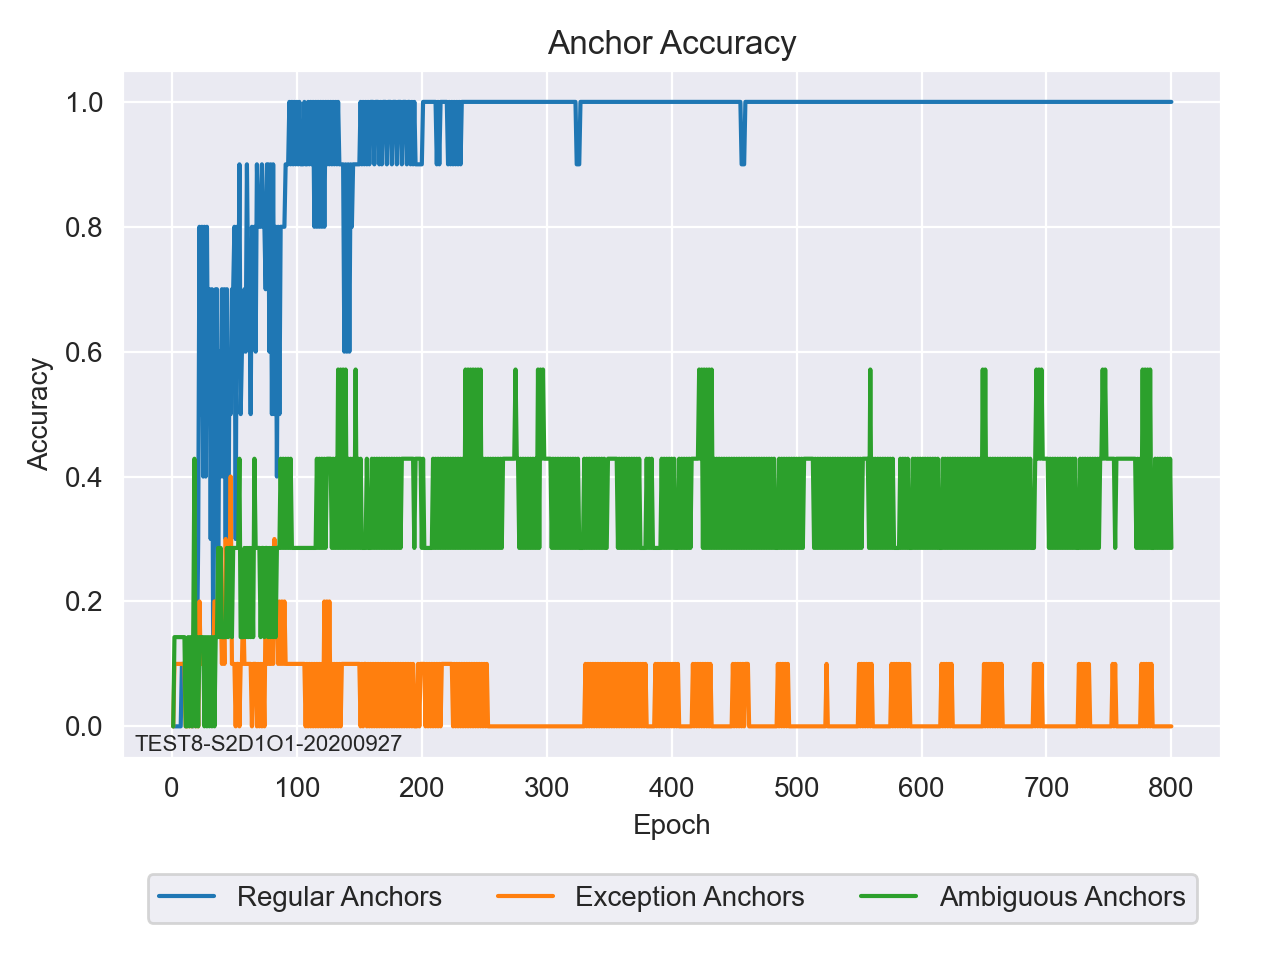 Anchor Accuracy
Accuracy
1.0
0.8
0.6
0.4
0.2
0.0
TEST8-S2D1O1-20200927
0 100 200 300 400 500 600 700 800
Epoch
Regular Anchors Exception Anchors Ambiguous Anchors